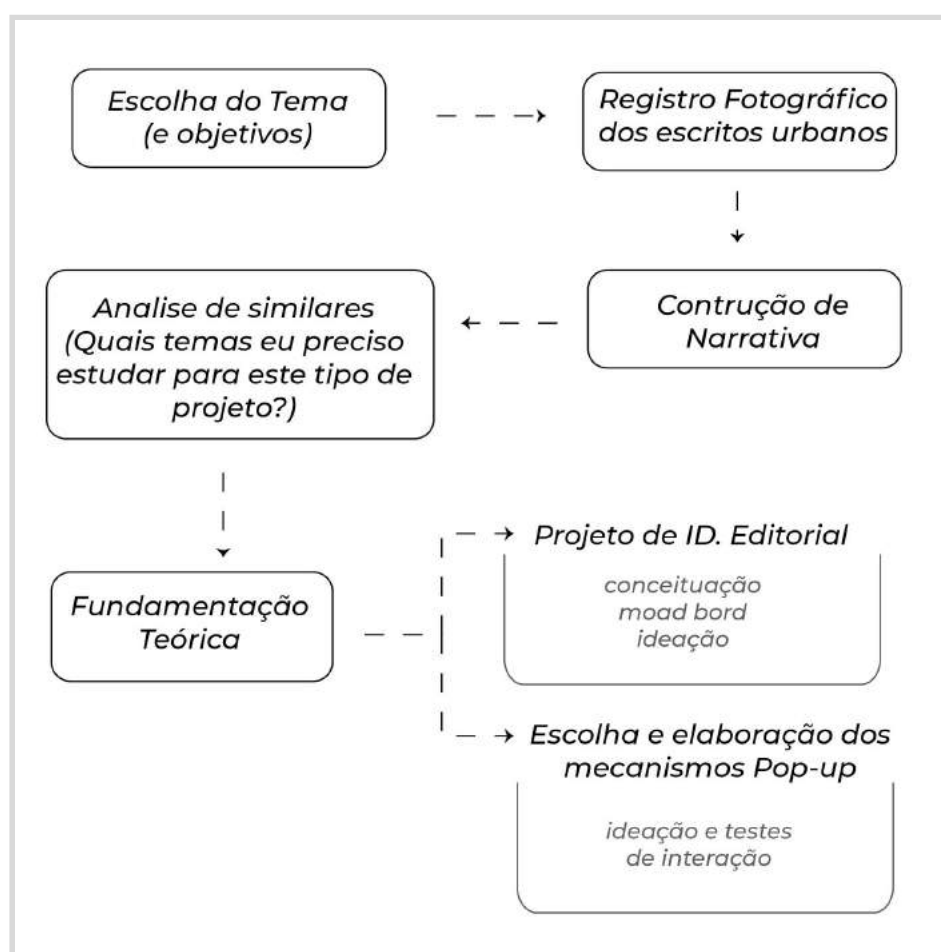 Escolha do Tema
(e objetivos)
Registro Fotográfico
dos escritos urbanos
Contrução de
Narrativa
Analise de similares
(Quais temas eu preciso
estudar para este tipo de
projeto?)
Fundamentação
Teórica
Projeto de ID. Editorial
conceituação
moad bord
ideação
Escolha e elaboração dos
mecanismos Pop-up
ideação e testes
de interação